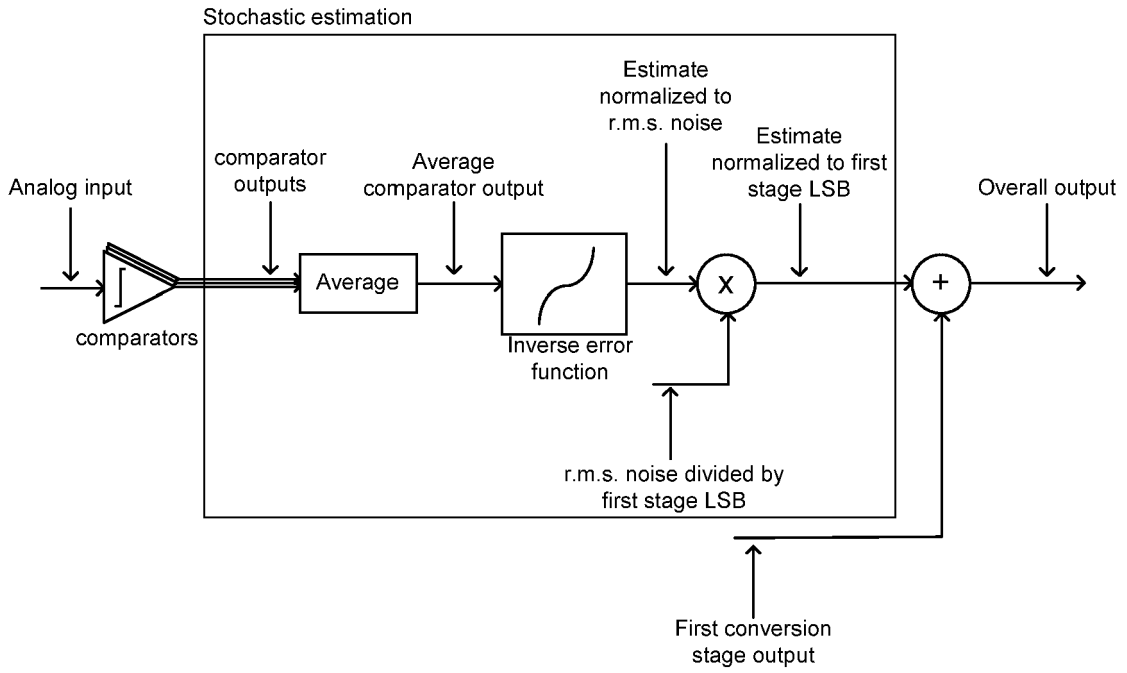 Stochastic estimation
Estimate
normalized to
r.m.s. noise
Estimate
normalized to first
stage LSB
comparator
outputs
Average
comparator output
Analog input
Overall output
Average
X
+
comparators
Inverse error
function
r.m.s. noise divided by
first stage LSB
First conversion
stage output